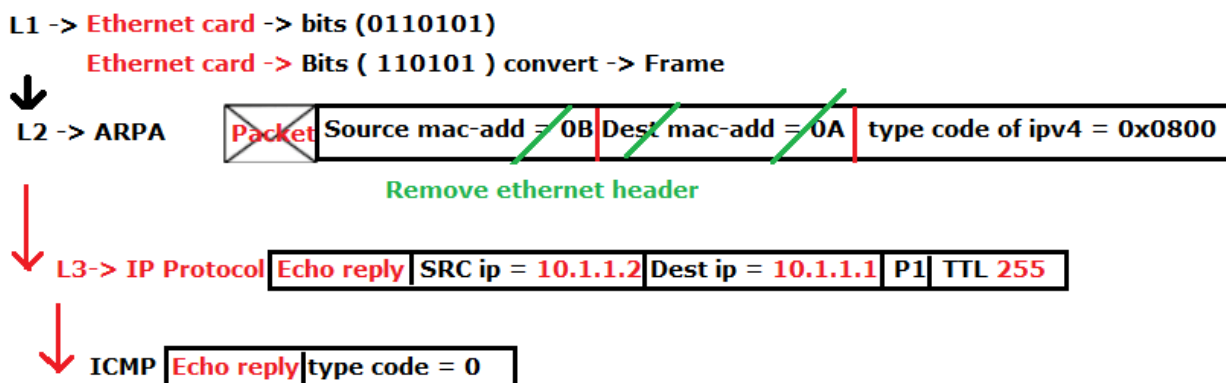 L1 -> Ethernet card -> bits (0110101)
Ethernet card -> Bits ( 110101 ) convert -> Frame
L2 -> ARPA Packet Source mac-add = 0B Dest mac-add = 0A type code of ipv4 = 0x0800
Remove ethernet header
L3-> IP Protocol Echo reply SRC ip = 10.1.1.2 Dest ip = 10.1.1.1 P1 TTL 255
ICMP Echo reply type code = 0